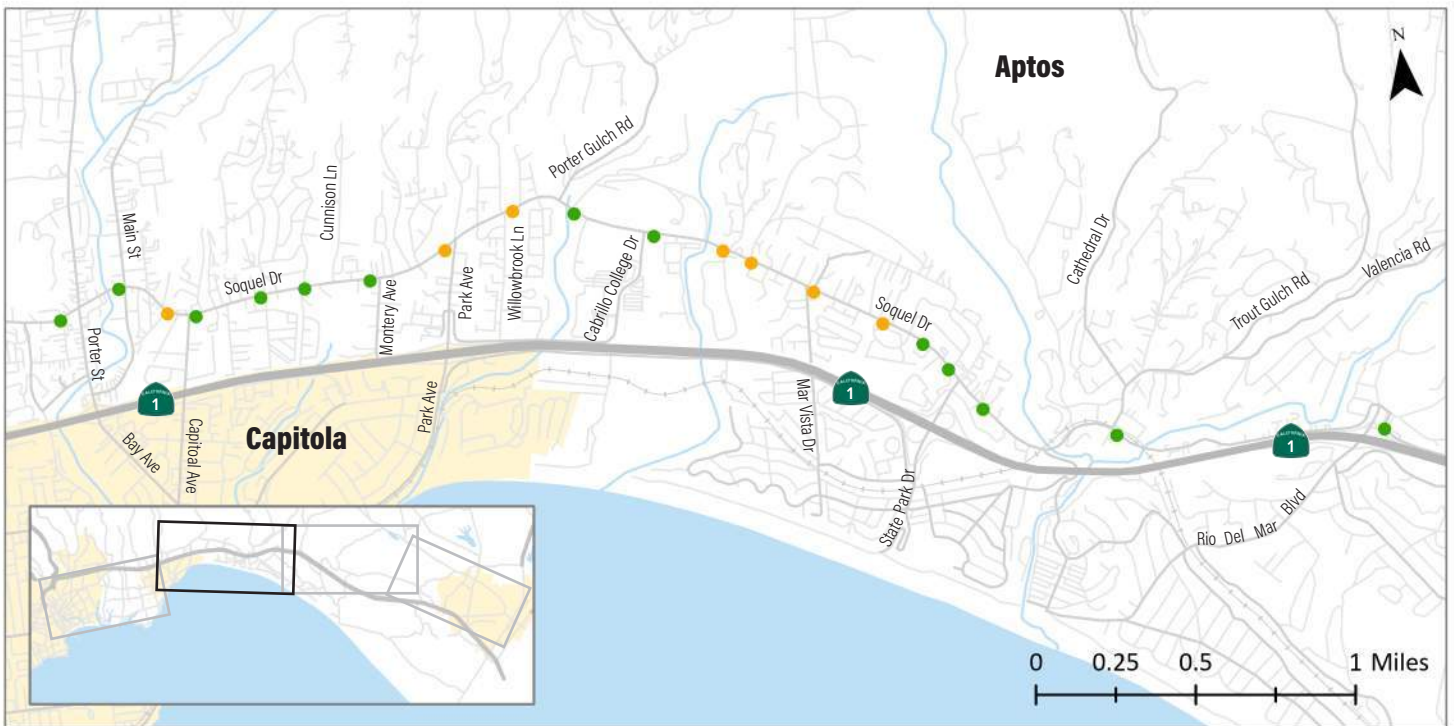 Aptos
N
Porter Gulch Rd
Main St
Cunnison Ln
Soquel Dr
Montery Ave
Park Ave
Willowbrook Ln
Cabrillo College Dr
Cathedral Dr
Valencia Rd
Trout Gulch Rd
Soquel Dr
Porter St
1
Bay Ave
Capitoal Ave
Capitola
Park Ave
Mar Vista Dr
1
State Park Dr
1
Rio Del Mar Blvd
0 0.25 0.5 1 Miles